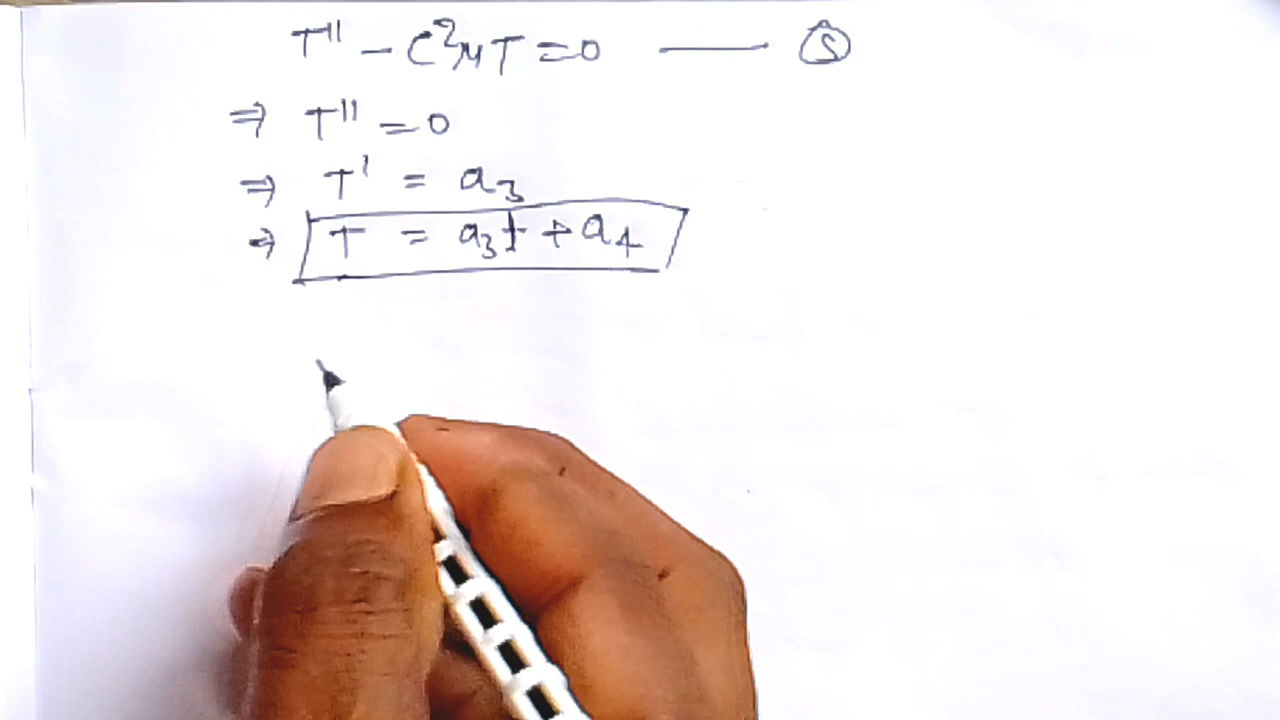 T'' - C²μT = 0 —— ⑤
⇒ T'' = 0
⇒ T' = a₃
⇒ T = a₃t + a₄